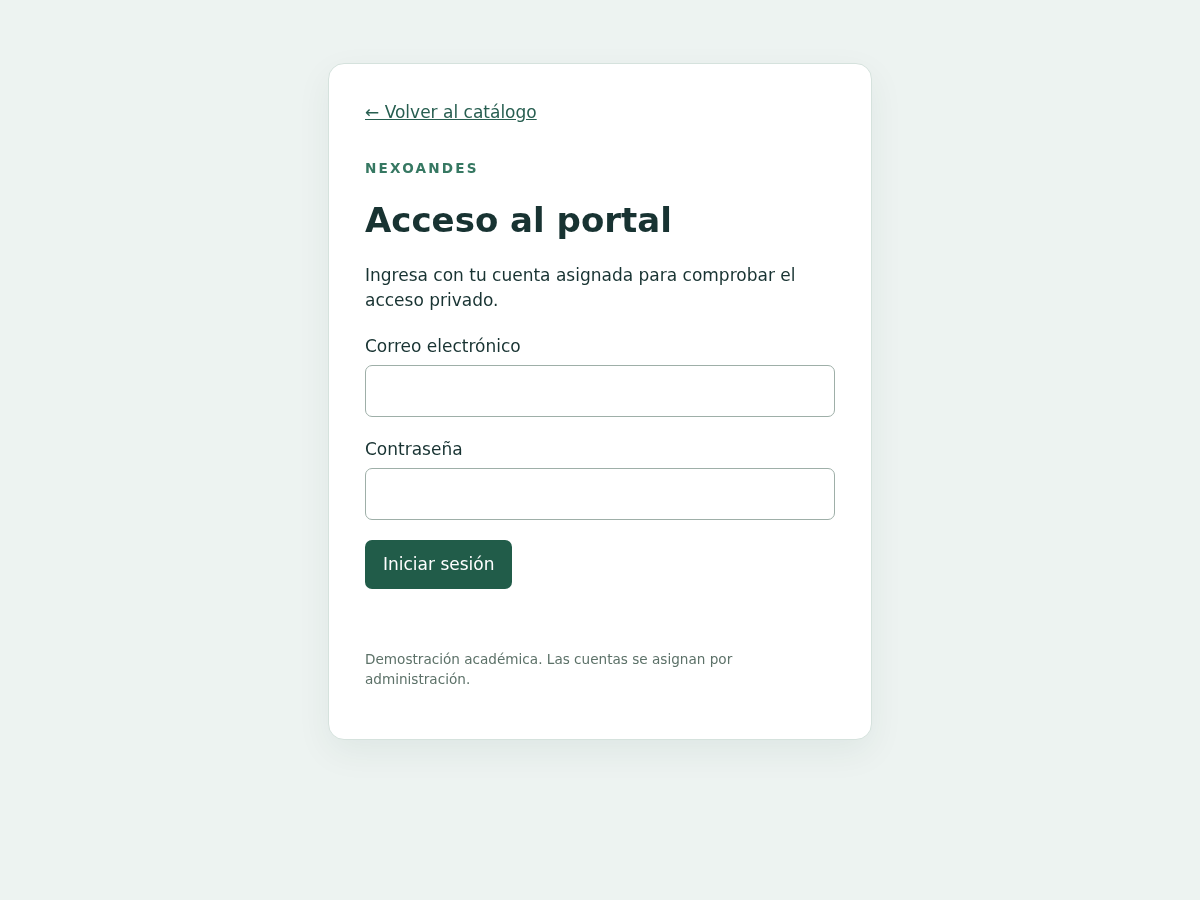 ← Volver al catálogo
NEXOANDES
Acceso al portal
Ingresa con tu cuenta asignada para comprobar el
acceso privado.
Correo electrónico
Contraseña
Iniciar sesión
Demostración académica. Las cuentas se asignan por
administración.